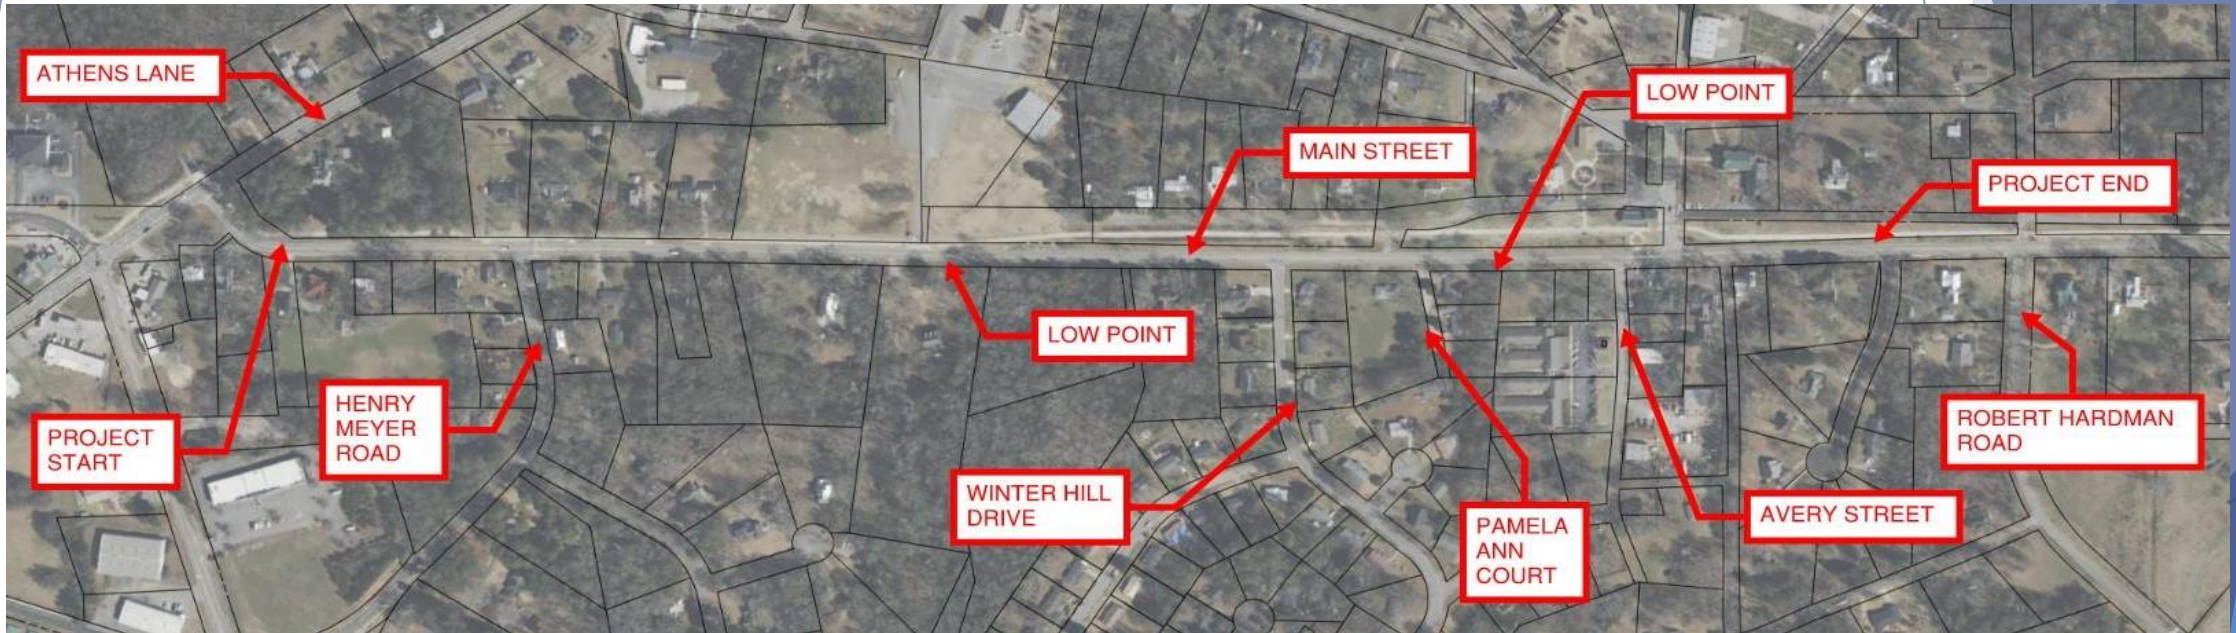 ATHENS LANE
LOW POINT
MAIN STREET
PROJECT END
LOW POINT
PROJECT
START
HENRY
MEYER
ROAD
WINTER HILL
DRIVE
PAMELA
ANN
COURT
AVERY STREET
ROBERT HARDMAN
ROAD